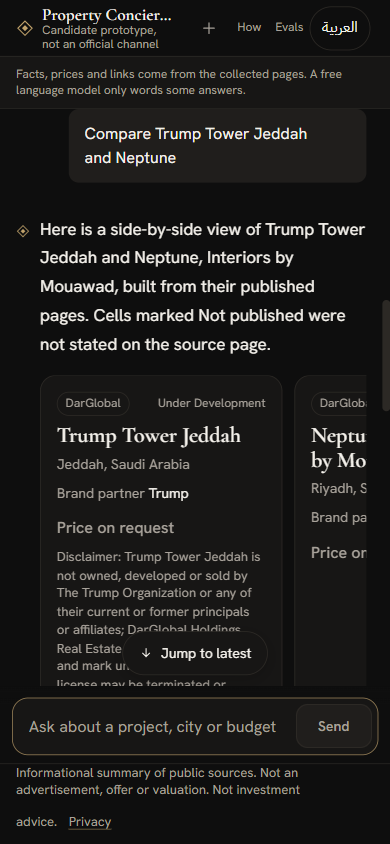 Property Concier...
Candidate prototype,
not an official channel
+
How
Evals
العربية
Facts, prices and links come from the collected pages. A free
language model only words some answers.
Compare Trump Tower Jeddah
and Neptune
Here is a side-by-side view of Trump Tower
Jeddah and Neptune, Interiors by
Mouawad, built from their published
pages. Cells marked Not published were
not stated on the source page.
DarGlobal
Under Development
Trump Tower Jeddah
Jeddah, Saudi Arabia
Brand partner Trump
Price on request
Disclaimer: Trump Tower Jeddah is
not owned, developed or sold by
The Trump Organization or any of
their current or former principals
or affiliates; DarGlobal Holdings
Real Estate
and mark
license may be terminated or
DarGloba
Neptu
by Mo
Riyadh, S
Brand pa
Price on
↓ Jump to latest
Ask about a project, city or budget
Send
Informational summary of public sources. Not an
advertisement, offer or valuation. Not investment
advice. Privacy